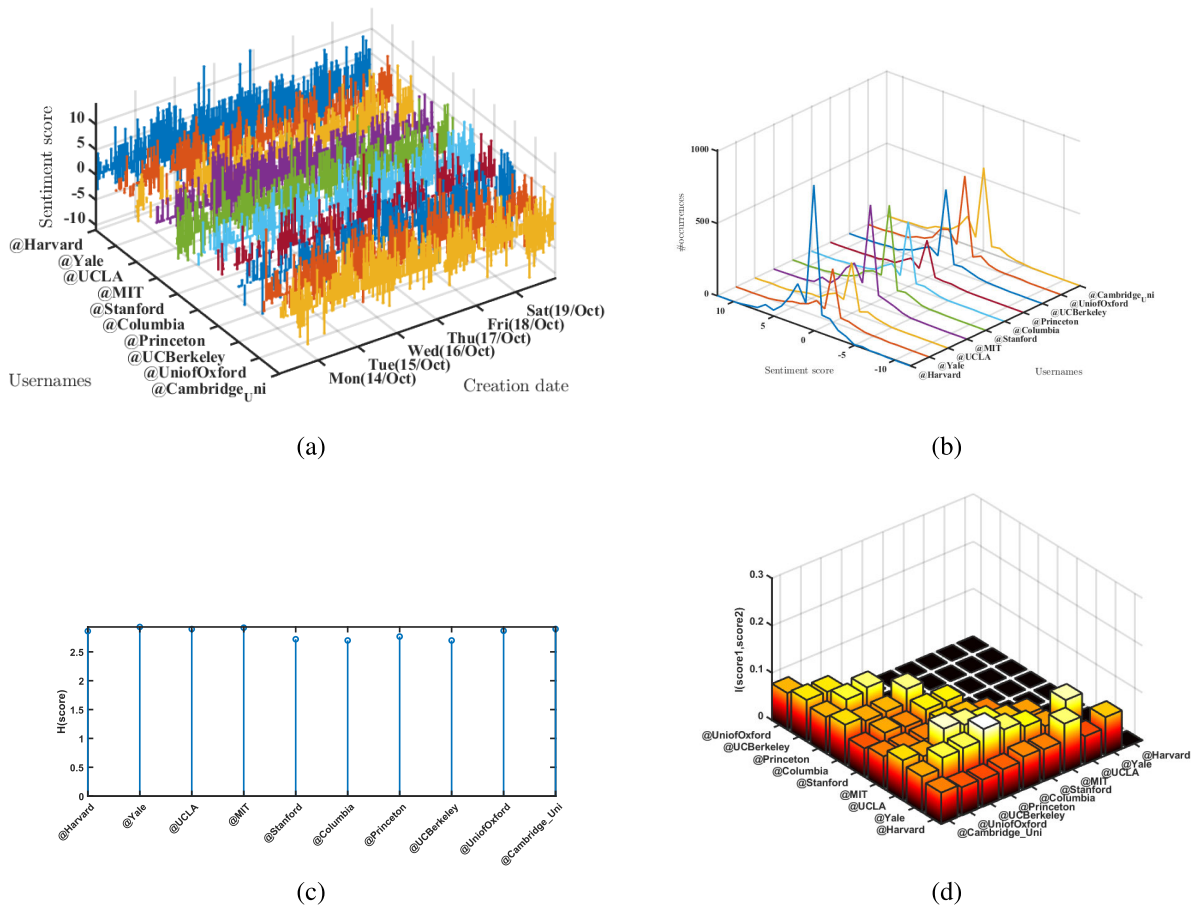 Sentiment score
10
5
0
-5
-10
@Harvard
@Yale
@UCLA
@MIT
@Stanford
@Columbia
@Princeton
@UCBerkeley
@UniofOxford
@Cambridge_Uni
Usernames
Mon(14/Oct)
Tue(15/Oct)
Wed(16/Oct)
Thu(17/Oct)
Fri(18/Oct)
Sat(19/Oct)
Creation date
(a)
#occurrences
1000
500
0
10
5
0
-5
-10
Sentiment score
@Harvard
@Yale
@UCLA
@MIT
@Stanford
@Columbia
@Princeton
@UCBerkeley
@UniofOxford
@Cambridge_Uni
Usernames
(b)
H(score)
2.5
2
1.5
1
0.5
0
@Harvard
@Yale
@UCLA
@MIT
@Stanford
@Columbia
@Princeton
@UCBerkeley
@UniofOxford
@Cambridge_Uni
(c)
I(score1,score2)
0.3
0.2
0.1
0
@UniofOxford
@UCBerkeley
@Princeton
@Columbia
@Stanford
@MIT
@UCLA
@Yale
@Harvard
@Harvard
@Yale
@UCLA
@MIT
@Stanford
@Columbia
@Princeton
@UCBerkeley
@UniofOxford
@Cambridge_Uni
(d)